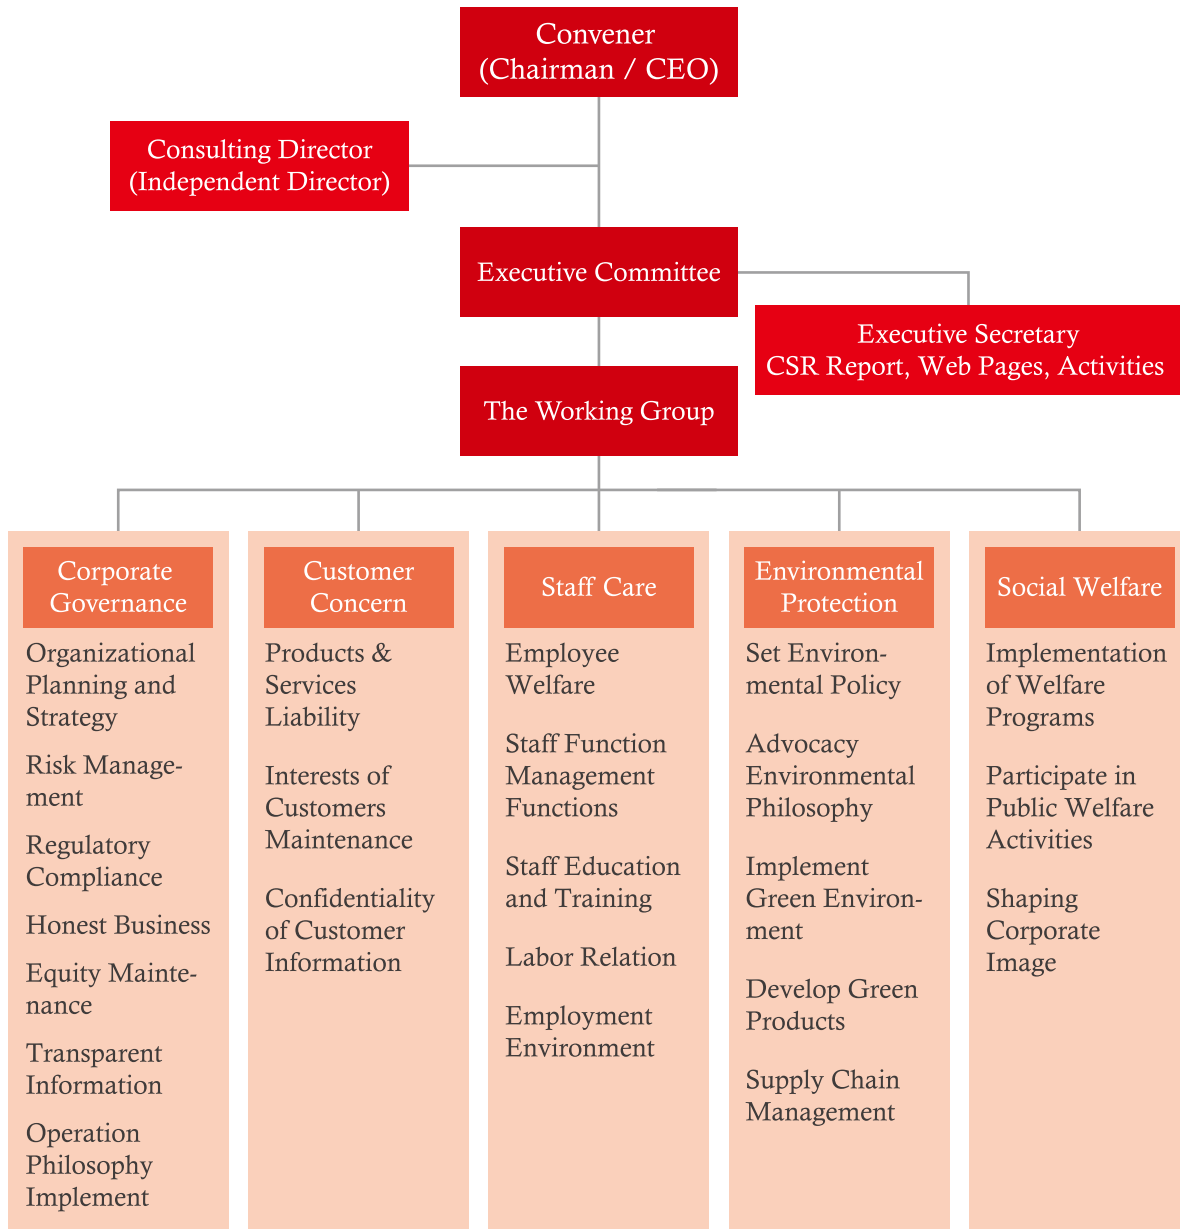 Convener
(Chairman / CEO)
Consulting Director
(Independent Director)
Executive Committee
Executive Secretary
CSR Report, Web Pages, Activities
The Working Group
Corporate
Governance
Organizational
Planning and
Strategy
Risk Manage-
ment
Regulatory
Compliance
Honest Business
Equity Mainte-
nance
Transparent
Information
Operation
Philosophy
Implement
Customer
Concern
Products &
Services
Liability
Interests of
Customers
Maintenance
Confidentiality
of Customer
Information
Staff Care
Employee
Welfare
Staff Function
Management
Functions
Staff Education
and Training
Labor Relation
Employment
Environment
Environmental
Protection
Set Environ-
mental Policy
Advocacy
Environmental
Philosophy
Implement
Green Environ-
ment
Develop Green
Products
Supply Chain
Management
Social Welfare
Implementation
of Welfare
Programs
Participate in
Public Welfare
Activities
Shaping
Corporate
Image